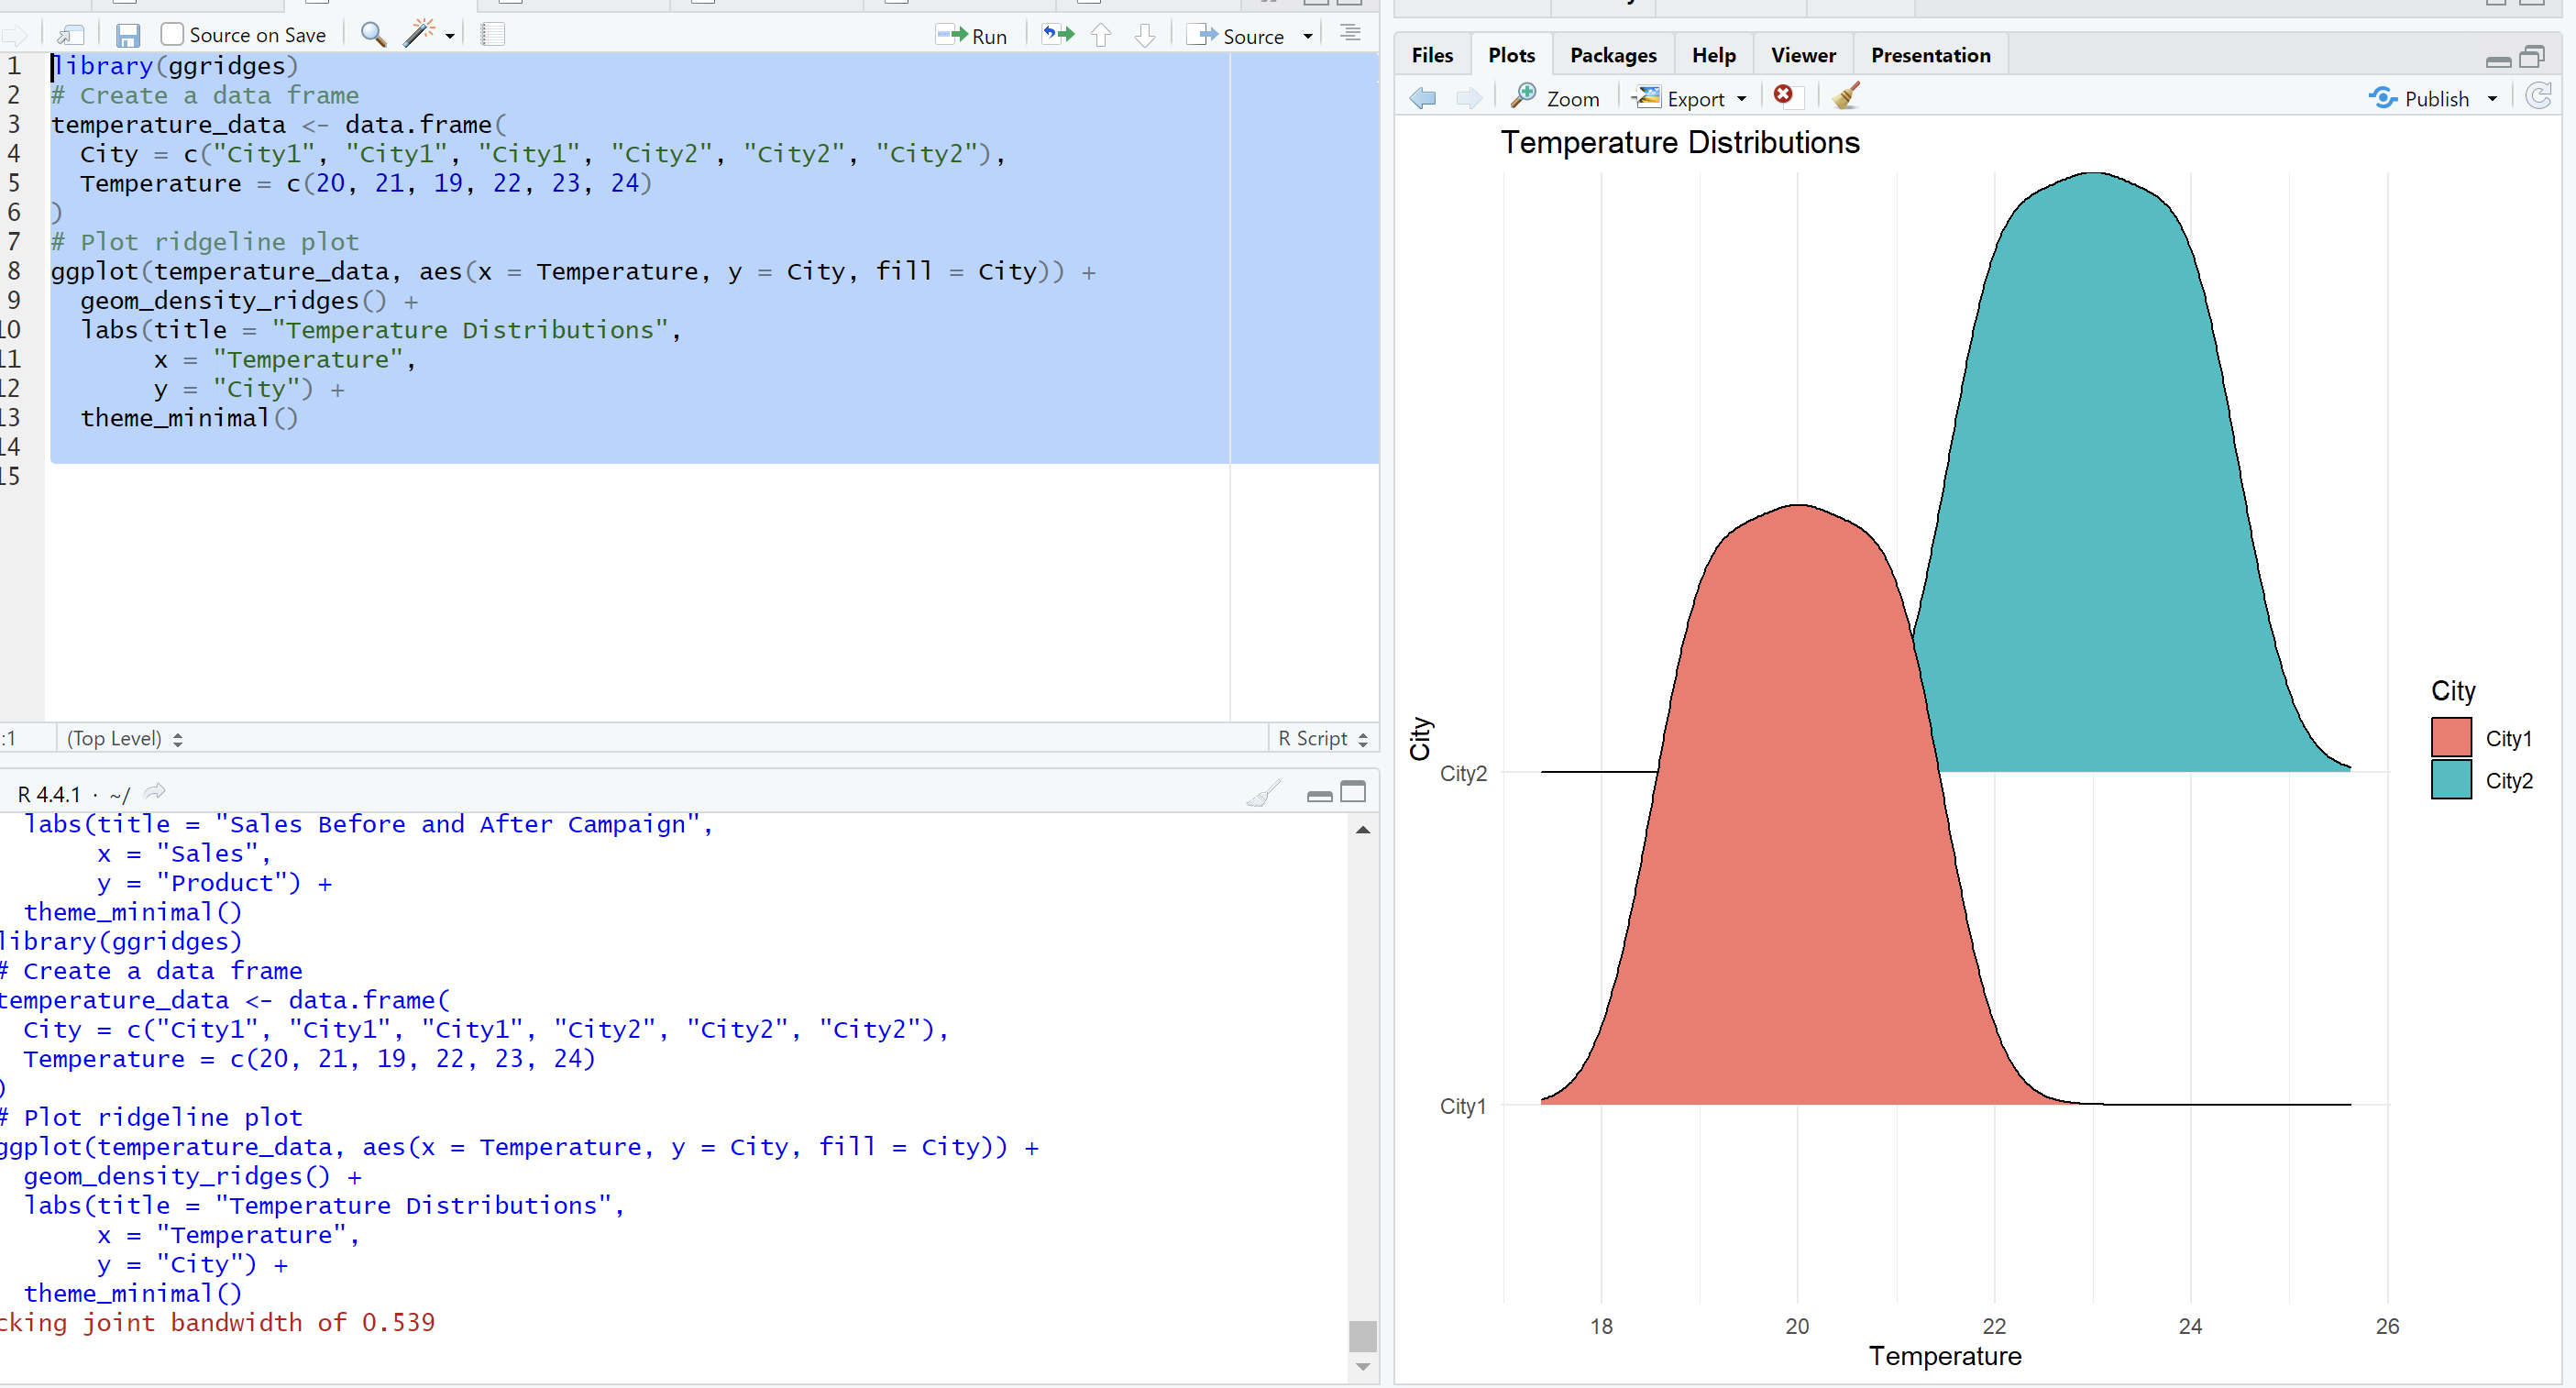 Source on Save
Run
Source
1 library(ggridges)
2 # Create a data frame
3 temperature_data <- data.frame(
4 City = c("City1", "City1", "City1", "City2", "City2", "City2"),
5 Temperature = c(20, 21, 19, 22, 23, 24)
6 )
7 # Plot ridgeline plot
8 ggplot(temperature_data, aes(x = Temperature, y = City, fill = City)) +
9 geom_density_ridges() +
10 labs(title = "Temperature Distributions",
11 x = "Temperature",
12 y = "City") +
13 theme_minimal()
14
15
:1 (Top Level) R Script
R 4.4.1 · ~/
labs(title = "Sales Before and After Campaign",
x = "Sales",
y = "Product") +
theme_minimal()
library(ggridges)
# Create a data frame
temperature_data <- data.frame(
City = c("City1", "City1", "City1", "City2", "City2", "City2"),
Temperature = c(20, 21, 19, 22, 23, 24)
)
# Plot ridgeline plot
ggplot(temperature_data, aes(x = Temperature, y = City, fill = City)) +
geom_density_ridges() +
labs(title = "Temperature Distributions",
x = "Temperature",
y = "City") +
theme_minimal()
cking joint bandwidth of 0.539
Files Plots Packages Help Viewer Presentation
Zoom Export Publish
Temperature Distributions
City
City2
City1
18 20 22 24 26
Temperature
City
City1
City2